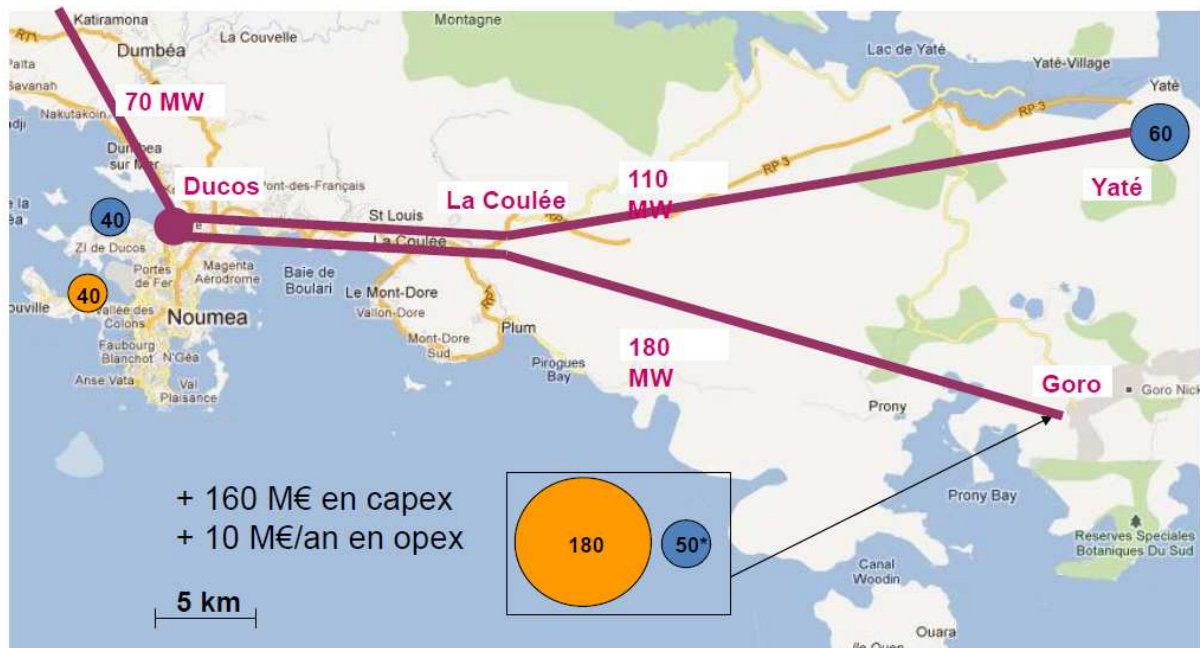 Katiramona
Montagne
Dumbéa
La Couvelle
RT1
Lac de Yaté
Yaté-Village
Yaté
Païta
Savanah
70 MW
Nakutakoin
RP 3
60
Dumbea
sur Mer
Ducos
Pont-des-Français
La Coulée
110
MW
RP 3
Yaté
40
St Louis
La Coulée
ZI de Ducos
Portes
de Fer
Magenta
Aérodrome
Baie de
Boulari
40
Vallée des
Colons
Noumea
Le Mont-Dore
Vallon-Dore
Plum
Mont-Dore
Sud
Faubourg
Blanchot
N'Géa
Anse Vata
Val
Plaisance
Pirogues
Bay
180
MW
Goro
Goro Nick
Prony
Prony Bay
+ 160 M€ en capex
+ 10 M€/an en opex
180
50*
Reserves Speciales
Botaniques Du Sud
Canal
Woodin
5 km
Ouara